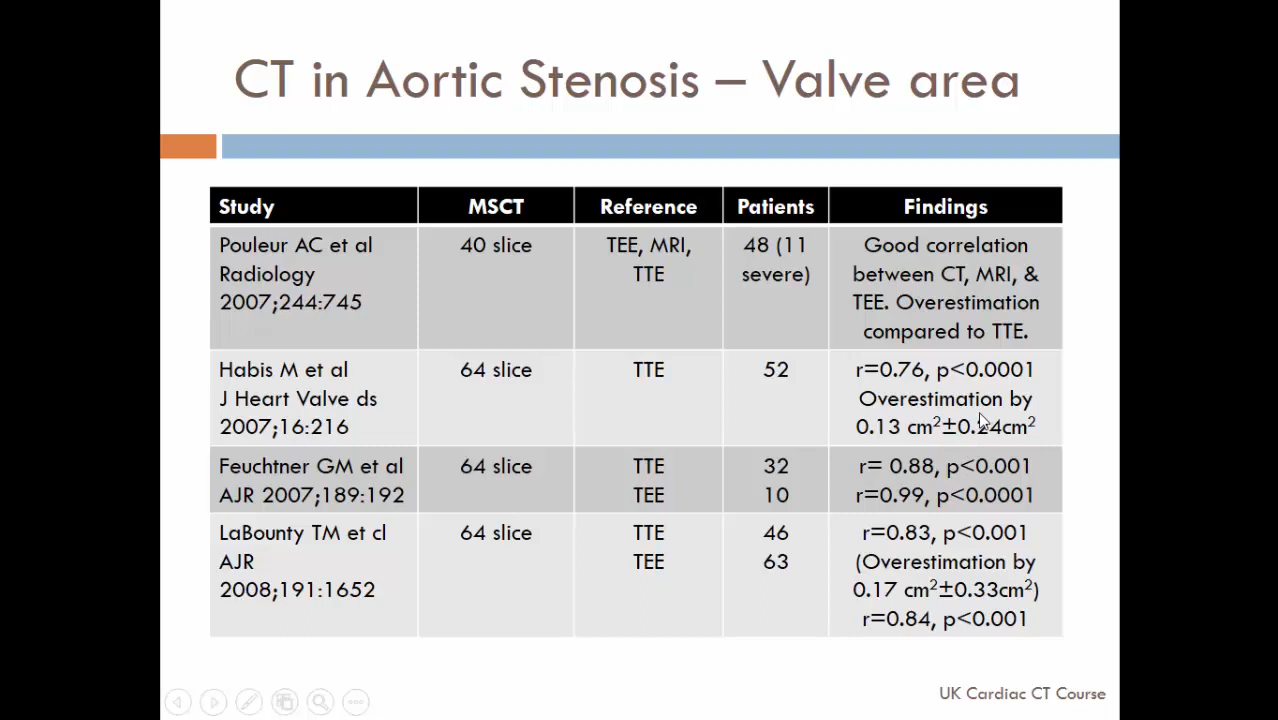 CT in Aortic Stenosis – Valve area
Study MSCT Reference Patients Findings
Pouleur AC et al
Radiology
2007;244:745
40 slice
TEE, MRI,
TTE
48 (11
severe)
Good correlation
between CT, MRI, &
TEE. Overestimation
compared to TTE.
Habis M et al
J Heart Valve ds
2007;16:216
64 slice
TTE
52
r=0.76, p<0.0001
Overestimation by
0.13 cm²±0.24cm²
Feuchtner GM et al
AJR 2007;189:192
64 slice
TTE
TEE
32
10
r= 0.88, p<0.001
r=0.99, p<0.0001
LaBounty TM et cl
AJR
2008;191:1652
64 slice
TTE
TEE
46
63
r=0.83, p<0.001
(Overestimation by
0.17 cm²±0.33cm²)
r=0.84, p<0.001
UK Cardiac CT Course